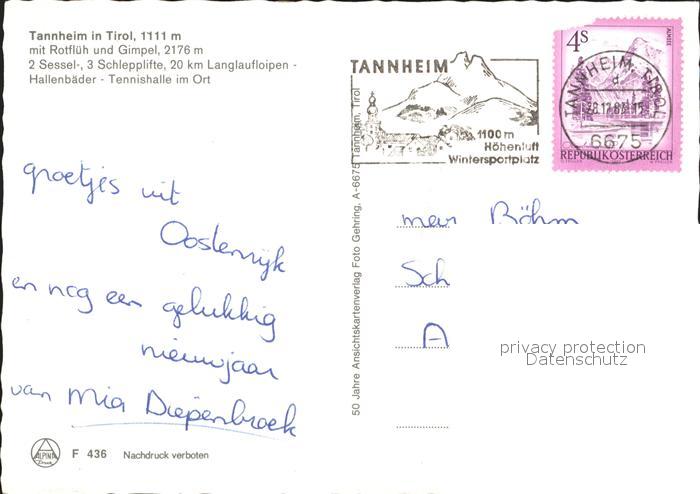 Tannheim in Tirol, 1111 m
mit Rotflüh und Gimpel, 2176 m
2 Sessel-, 3 Schlepplifte, 20 km Langlaufloipen -
Hallenbäder - Tennishalle im Ort
groetjes uit
Oostenrijk
en nog een gelukkig
nieuwjaar
van Mia Diepenbroek
ALPINA
Druck
F 436 Nachdruck verboten
50 Jahre Ansichtskartenverlag Foto Gehring, A-6675 Tannheim, Tirol
TANNHEIM
1100 m
Höhenluft
Wintersportplatz
4S
ALMSEE
TANNHEIM, TIROL
d
6675
REPUBLIK ÖSTERREICH
Böhm
Sch
A
privacy protection
Datenschutz